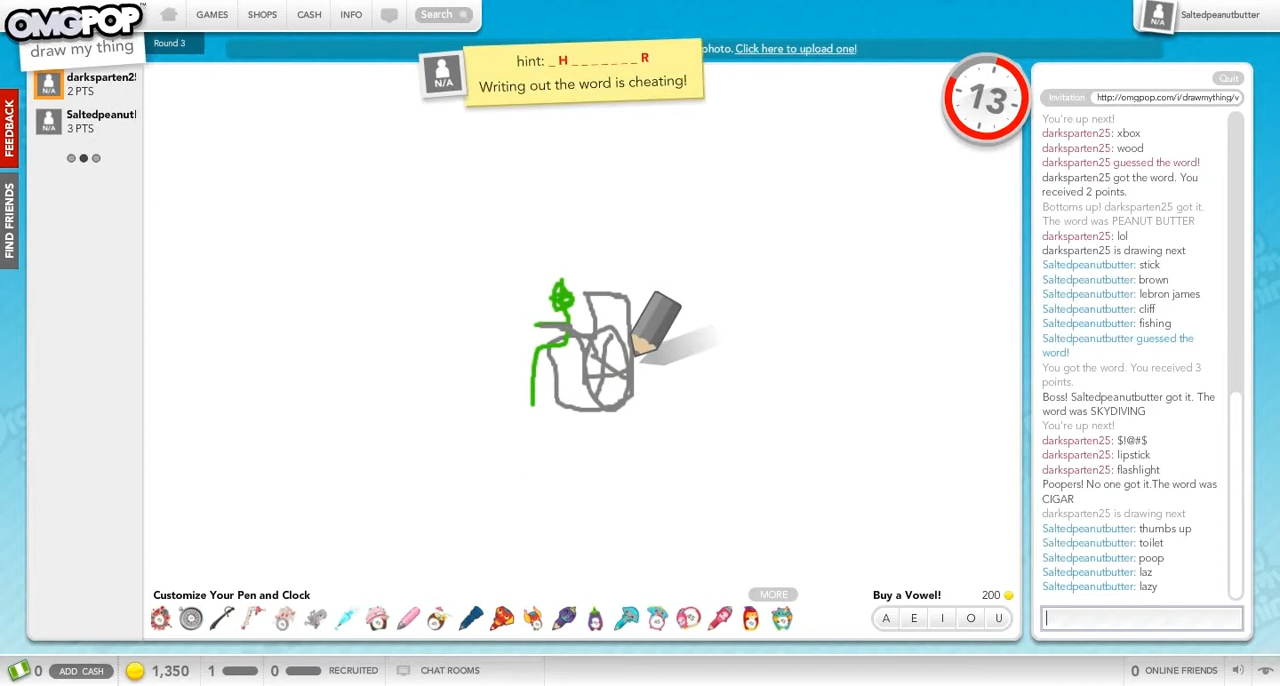 OMGPOP™
draw my thing
GAMES
SHOPS
CASH
INFO
Search
N/A
Saltedpeanutbutter
Round 3
photo. Click here to upload one!
N/A
hint: _ H _ _ _ _ _ _ _ R
Writing out the word is cheating!
13
FEEDBACK
FIND FRIENDS
N/A
darksparten25
2 PTS
N/A
Saltedpeanutl
3 PTS
Quit
Invitation
http://omgpop.com/i/drawmything/v
You're up next!
darksparten25: xbox
darksparten25: wood
darksparten25 guessed the word!
darksparten25 got the word. You
received 2 points.
Bottoms up! darksparten25 got it.
The word was PEANUT BUTTER
darksparten25: lol
darksparten25 is drawing next
Saltedpeanutbutter: stick
Saltedpeanutbutter: brown
Saltedpeanutbutter: lebron james
Saltedpeanutbutter: cliff
Saltedpeanutbutter: fishing
Saltedpeanutbutter guessed the
word!
You got the word. You received 3
points.
Boss! Saltedpeanutbutter got it. The
word was SKYDIVING
You're up next!
darksparten25: $!@#$
darksparten25: lipstick
darksparten25: flashlight
Poopers! No one got it.The word was
CIGAR
darksparten25 is drawing next
Saltedpeanutbutter: thumbs up
Saltedpeanutbutter: toilet
Saltedpeanutbutter: poop
Saltedpeanutbutter: laz
Saltedpeanutbutter: lazy
Customize Your Pen and Clock
MORE
Buy a Vowel!
200
A E I O U
0
ADD CASH
1,350
1
0
RECRUITED
CHAT ROOMS
0 ONLINE FRIENDS